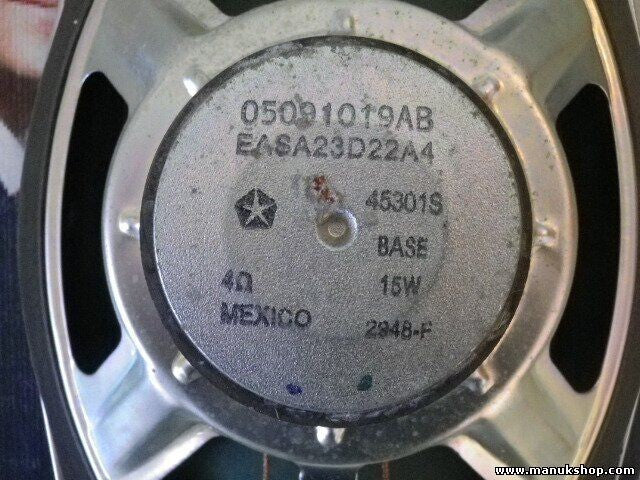 05091019AB
EASA23D22A4
45301S
BASE
4Ω 15W
MEXICO 2948-F
www.manukshop.com